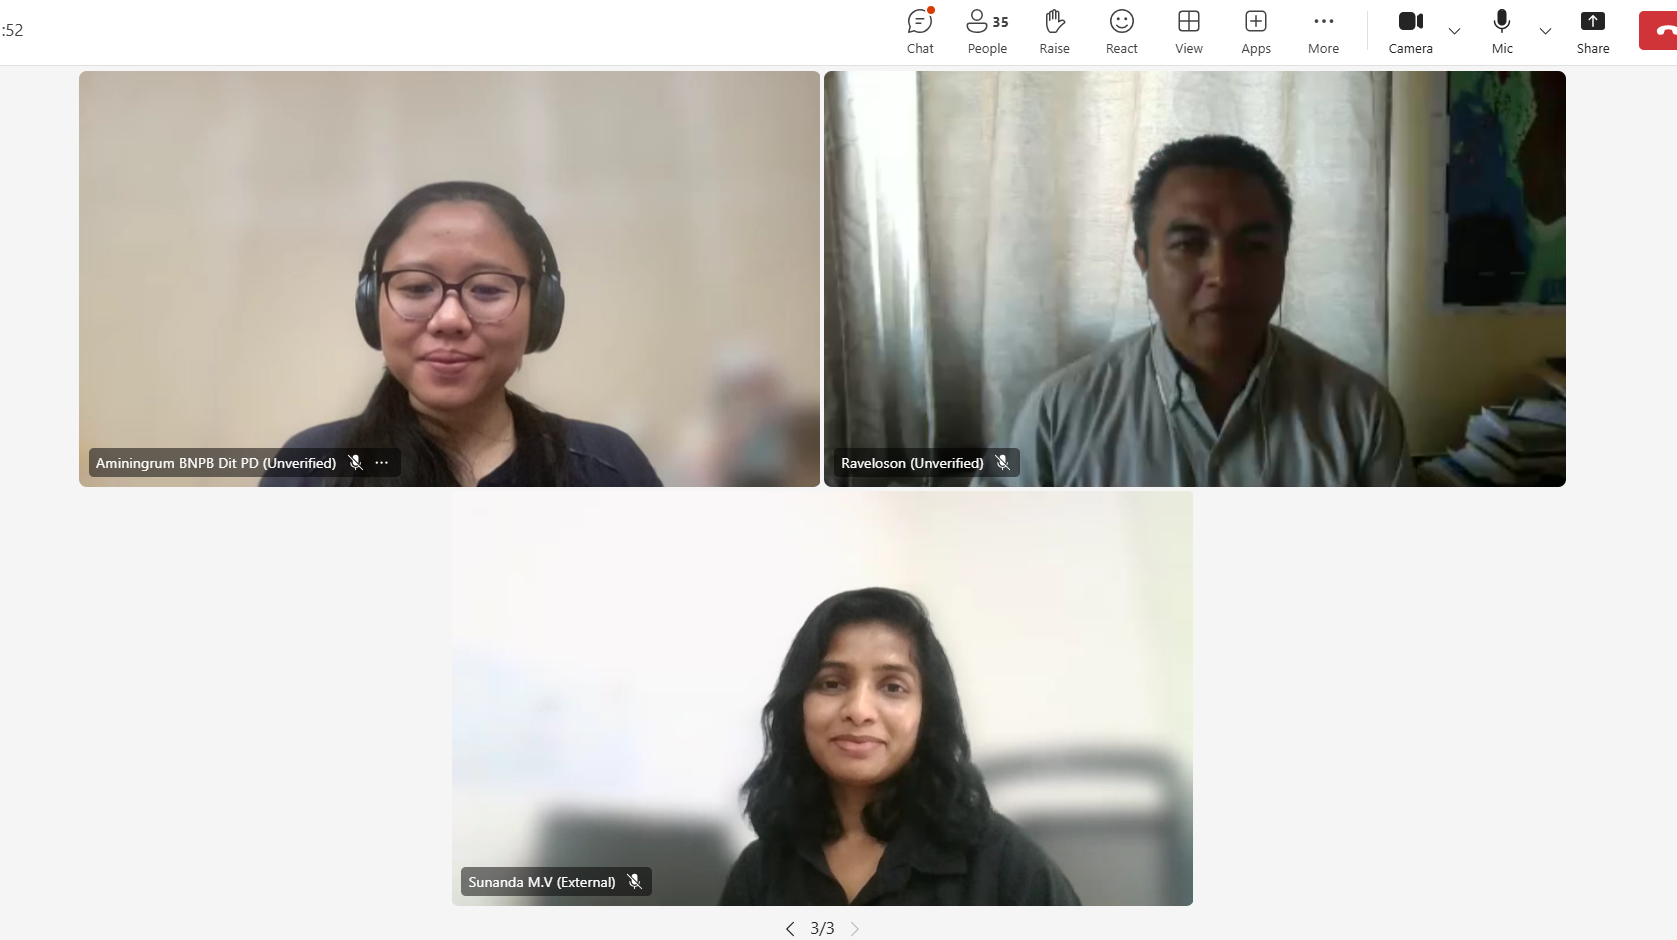 :52
Chat
People 35
Raise
React
View
Apps
More
Camera
Mic
Share
Aminingrum BNPB Dit PD (Unverified)
Raveloson (Unverified)
Sunanda M.V (External)
3/3